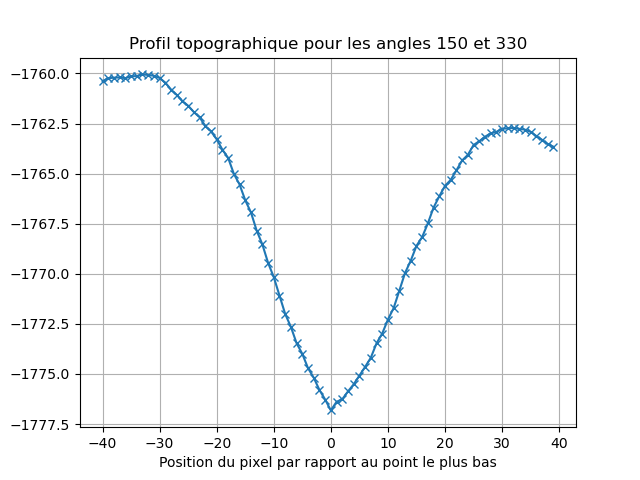 Profil topographique pour les angles 150 et 330
−1760.0
−1762.5
−1765.0
−1767.5
−1770.0
−1772.5
−1775.0
−1777.5
−40 −30 −20 −10 0 10 20 30 40
Position du pixel par rapport au point le plus bas